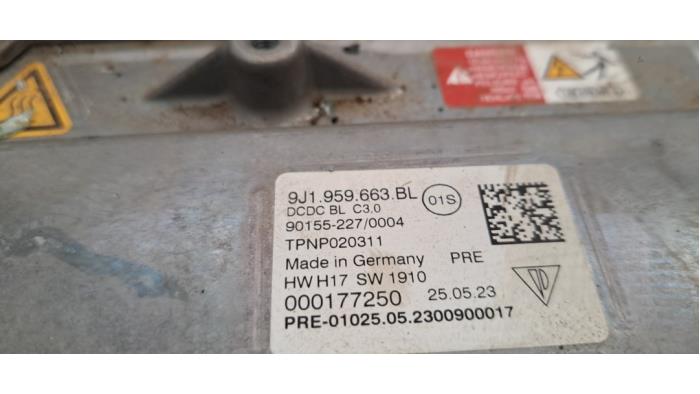 9J1.959.663.BL
01S
DCDC BL C3.0
90155-227/0004
TPNP020311
Made in Germany PRE
HW H17 SW 1910
000177250 25.05.23
PRE-01025.05.2300900017